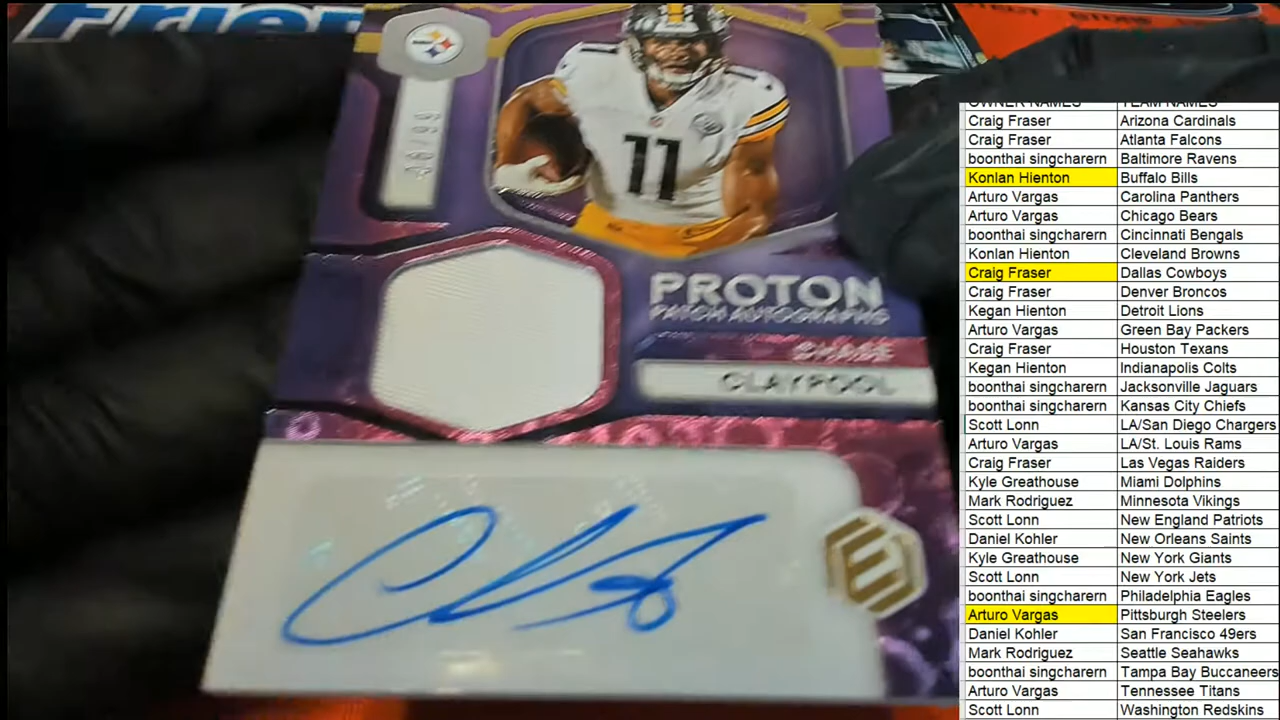 11
11
11
PROTON
PATCH AUTOGRAPHS
CHASE
CLAYPOOL
OWNER NAMES TEAM NAMES
Craig Fraser Arizona Cardinals
Craig Fraser Atlanta Falcons
boonthai singcharern Baltimore Ravens
Konlan Hienton Buffalo Bills
Arturo Vargas Carolina Panthers
Arturo Vargas Chicago Bears
boonthai singcharern Cincinnati Bengals
Konlan Hienton Cleveland Browns
Craig Fraser Dallas Cowboys
Craig Fraser Denver Broncos
Kegan Hienton Detroit Lions
Arturo Vargas Green Bay Packers
Craig Fraser Houston Texans
Kegan Hienton Indianapolis Colts
boonthai singcharern Jacksonville Jaguars
boonthai singcharern Kansas City Chiefs
Scott Lonn LA/San Diego Chargers
Arturo Vargas LA/St. Louis Rams
Craig Fraser Las Vegas Raiders
Kyle Greathouse Miami Dolphins
Mark Rodriguez Minnesota Vikings
Scott Lonn New England Patriots
Daniel Kohler New Orleans Saints
Kyle Greathouse New York Giants
Scott Lonn New York Jets
boonthai singcharern Philadelphia Eagles
Arturo Vargas Pittsburgh Steelers
Daniel Kohler San Francisco 49ers
Mark Rodriguez Seattle Seahawks
boonthai singcharern Tampa Bay Buccaneers
Arturo Vargas Tennessee Titans
Scott Lonn Washington Redskins